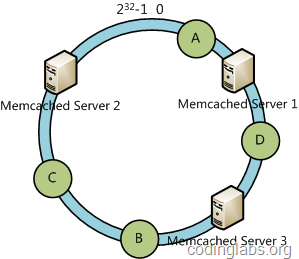 2³²-1 0
A
Memcached Server 2
Memcached Server 1
D
C
B
Memcached Server 3
codinglabs.org